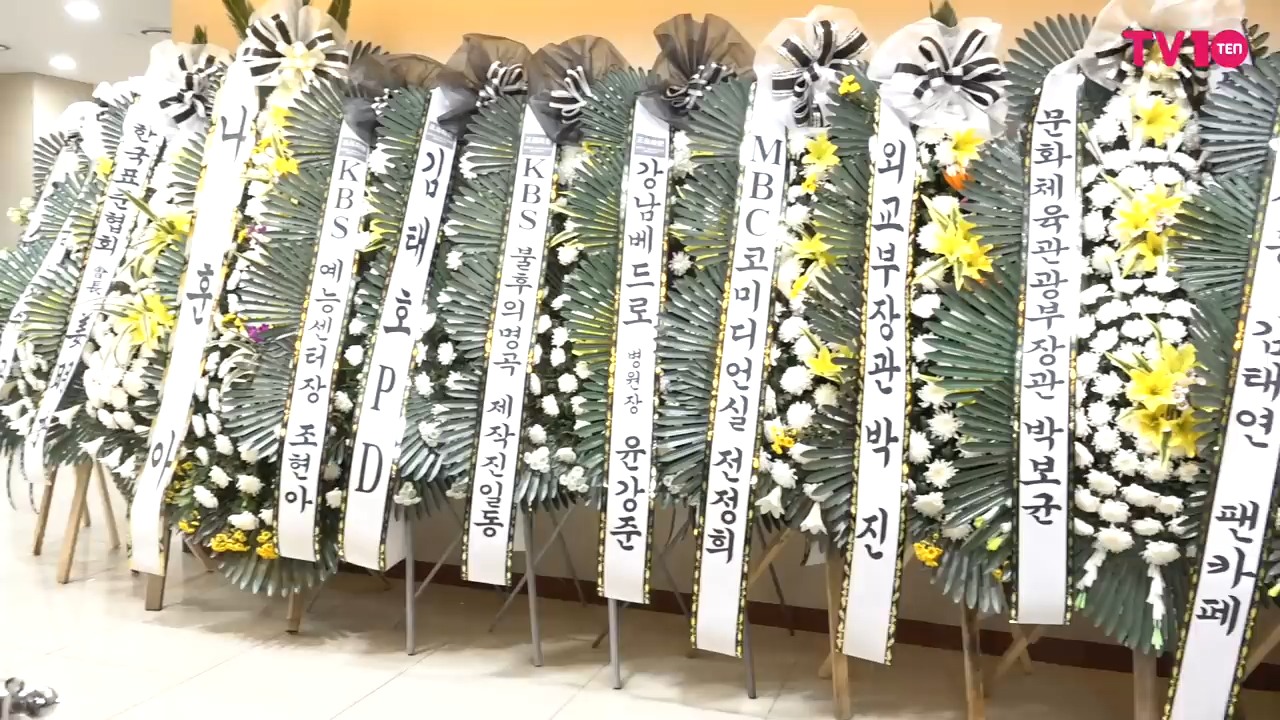 TV10
TEN
한국표준협회
나훈아
KBS 예능센터장 조현아
김태호PD
KBS 불후의명곡 제작진일동
강남베드로 병원장 윤강준
MBC코미디언실 전정희
외교부장관 박진
문화체육관광부장관 박보균
김태연 팬카페